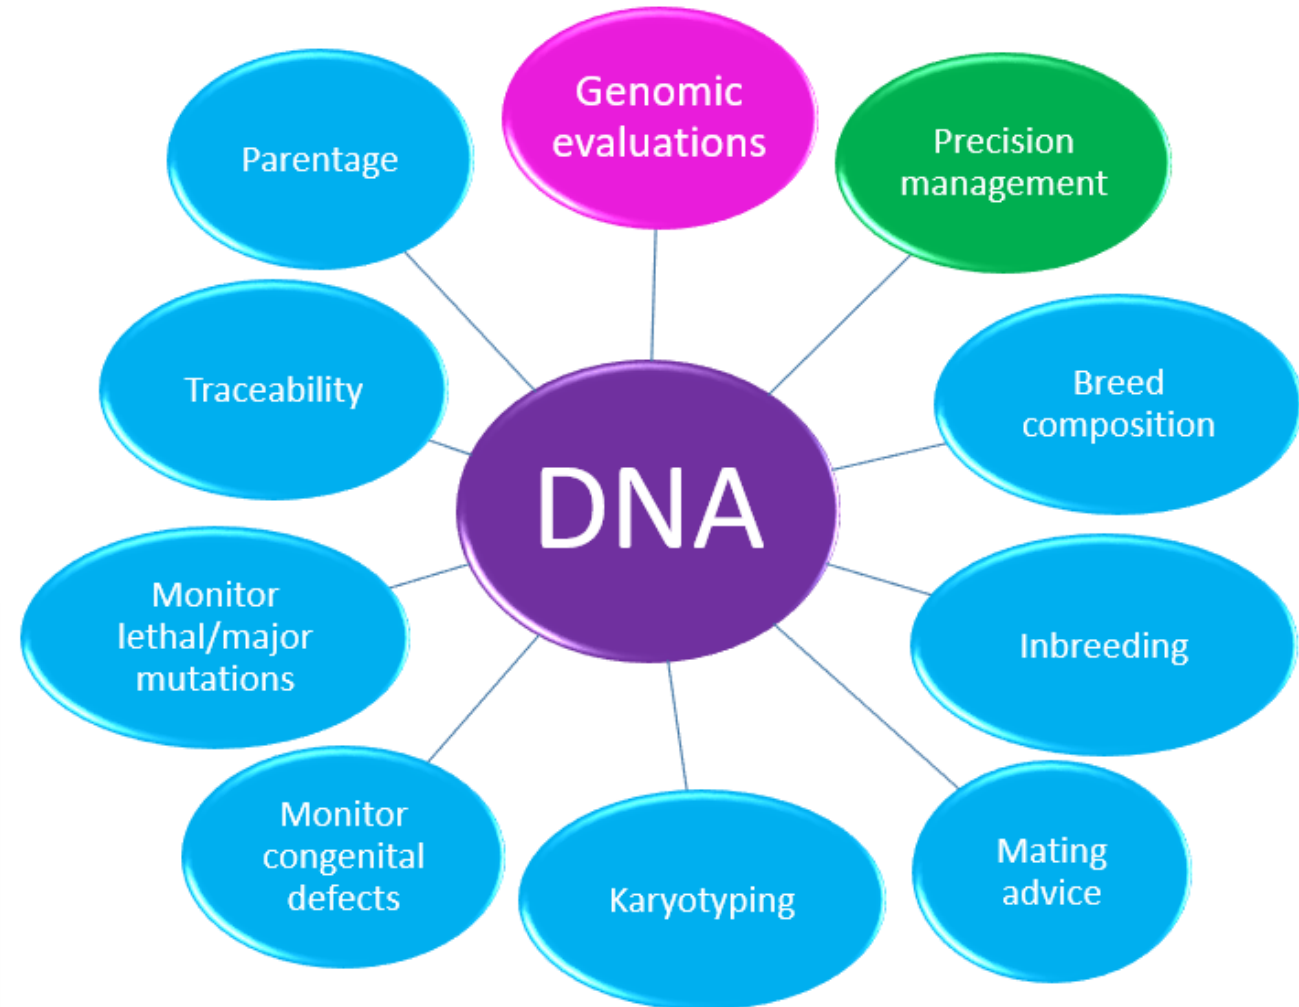 Genomic
evaluations
Precision
management
Parentage
Traceability
Breed
composition
DNA
Monitor
lethal/major
mutations
Inbreeding
Monitor
congenital
defects
Karyotyping
Mating
advice